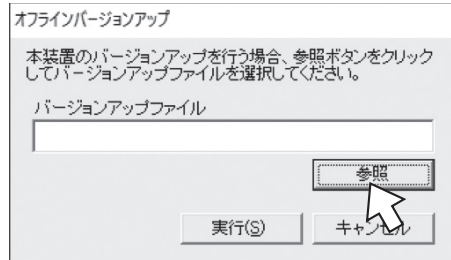 オフラインバージョンアップ
本装置のバージョンアップを行う場合、参照ボタンをクリック
してバージョンアップファイルを選択してください。
バージョンアップファイル
参照
実行(S)
キャンセル